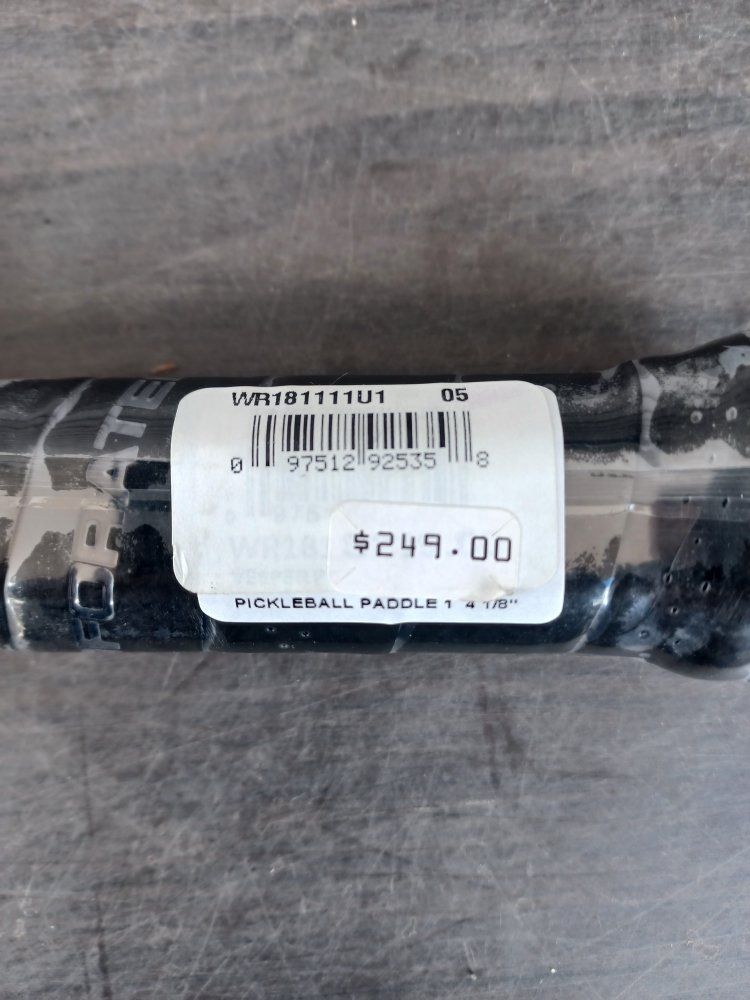 WR181111U1 05
0 97512 92535 8
$249.00
PICKLEBALL PADDLE 1 4 1/8"